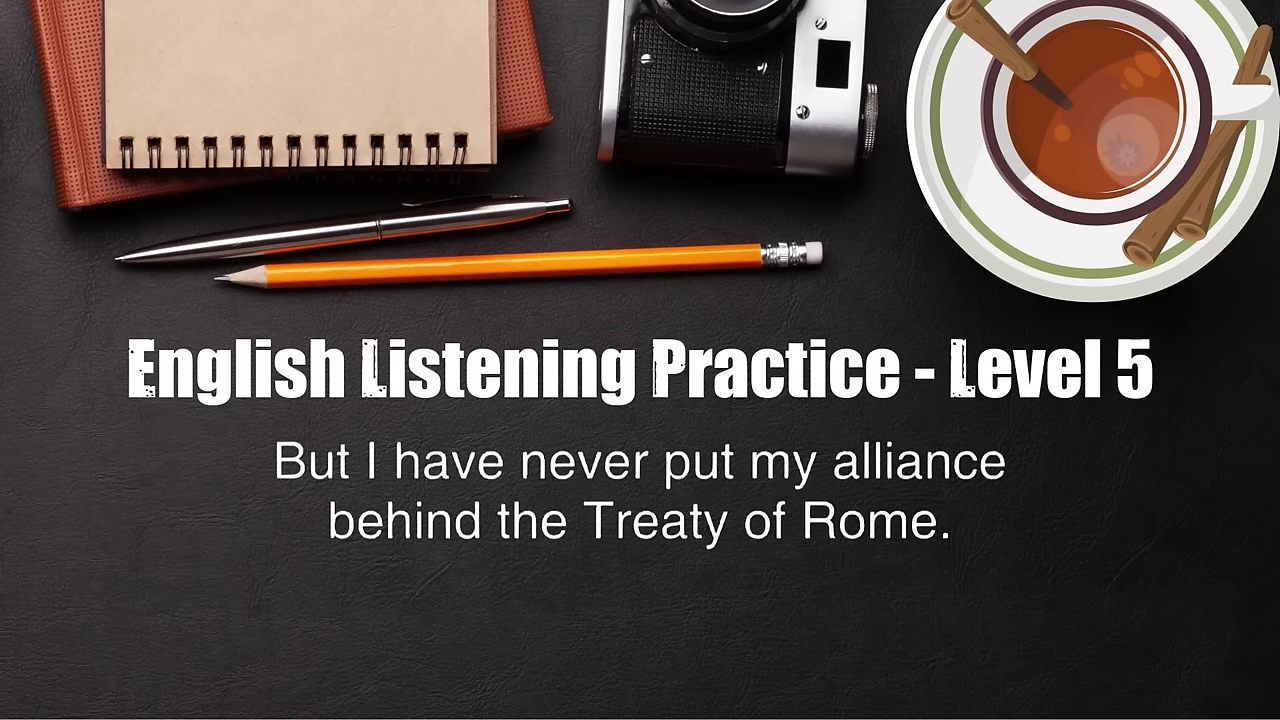 English Listening Practice - Level 5
But I have never put my alliance
behind the Treaty of Rome.